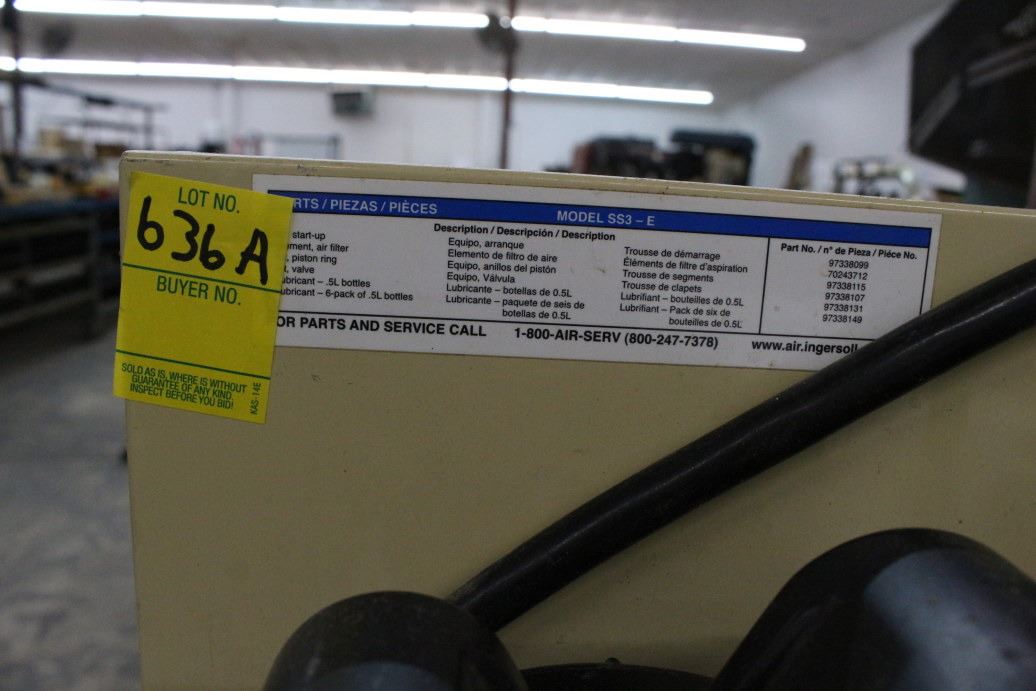 LOT NO.
636A
BUYER NO.
SOLD AS IS, WHERE IS WITHOUT
GUARANTEE OF ANY KIND.
INSPECT BEFORE YOU BID!
KAS-14E
RTS / PIEZAS / PIÈCES MODEL SS3 – E
Description / Descripción / Description Part No. / n° de Pieza / Piéce No.
start-up Equipo, arranque Trousse de démarrage 97338099
ment, air filter Elemento de filtro de aire Éléments de filtre d'aspiration 70243712
piston ring Equipo, anillos del pistón Trousse de segments 97338115
valve Equipo, Válvula Trousse de clapets 97338107
ubricant – .5L bottles Lubricante – botellas de 0.5L Lubrifiant – bouteilles de 0.5L 97338131
ubricant – 6-pack of .5L bottles Lubricante – paquete de seis de Lubrifiant – Pack de six de 97338149
botellas de 0.5L bouteilles de 0.5L
OR PARTS AND SERVICE CALL 1-800-AIR-SERV (800-247-7378) www.air.ingersoll